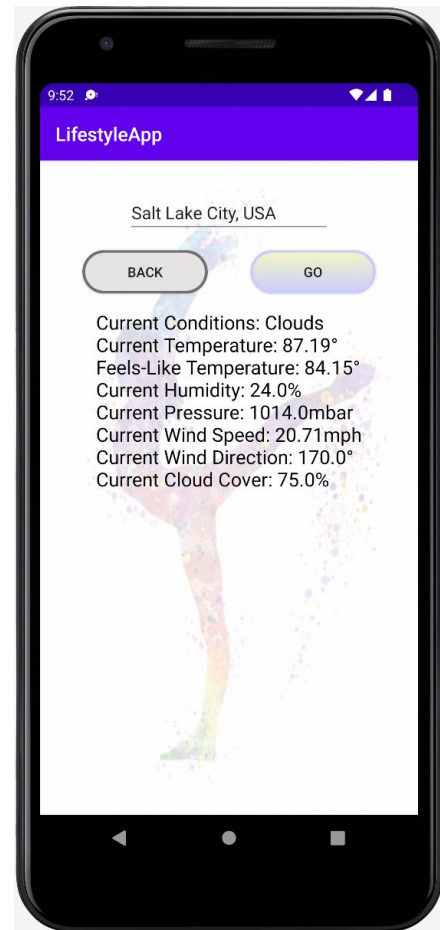 9:52
LifestyleApp
Salt Lake City, USA
BACK GO
Current Conditions: Clouds
Current Temperature: 87.19°
Feels-Like Temperature: 84.15°
Current Humidity: 24.0%
Current Pressure: 1014.0mbar
Current Wind Speed: 20.71mph
Current Wind Direction: 170.0°
Current Cloud Cover: 75.0%